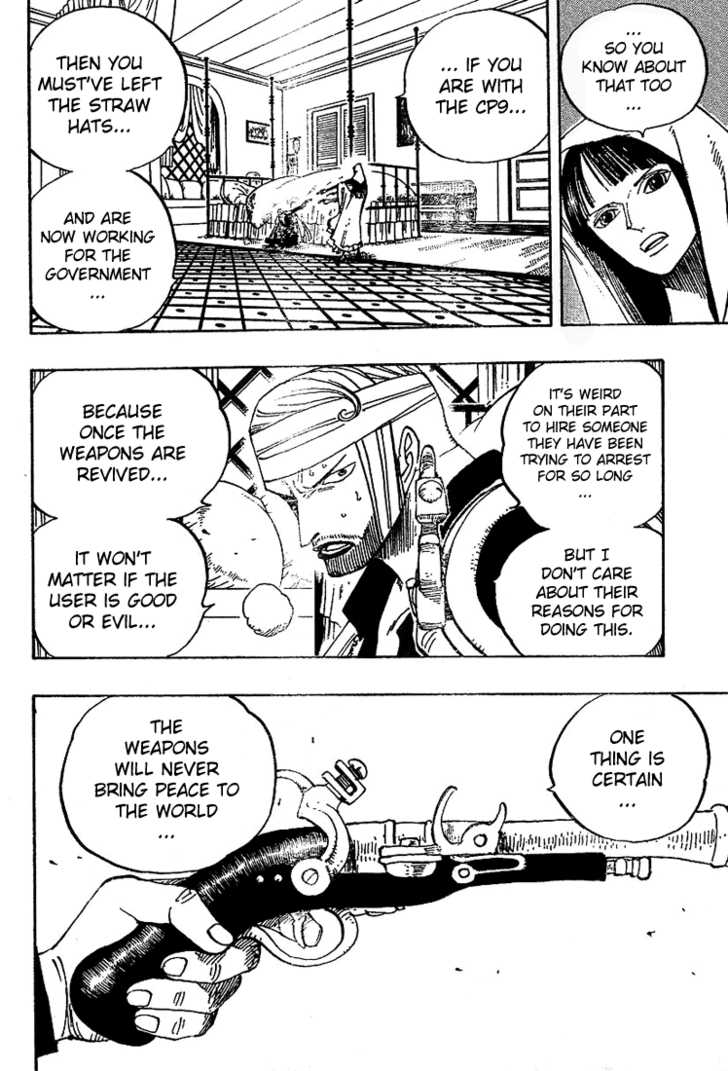 ...
SO YOU
KNOW ABOUT
THAT TOO
...
... IF YOU
ARE WITH
THE CP9...
THEN YOU
MUST'VE LEFT
THE STRAW
HATS...
AND ARE
NOW WORKING
FOR THE
GOVERNMENT
...
IT'S WEIRD
ON THEIR PART
TO HIRE SOMEONE
THEY HAVE BEEN
TRYING TO ARREST
FOR SO LONG
...
BUT I
DON'T CARE
ABOUT THEIR
REASONS FOR
DOING THIS.
BECAUSE
ONCE THE
WEAPONS ARE
REVIVED...
IT WON'T
MATTER IF THE
USER IS GOOD
OR EVIL...
ONE
THING IS
CERTAIN
...
THE
WEAPONS
WILL NEVER
BRING PEACE TO
THE WORLD
...